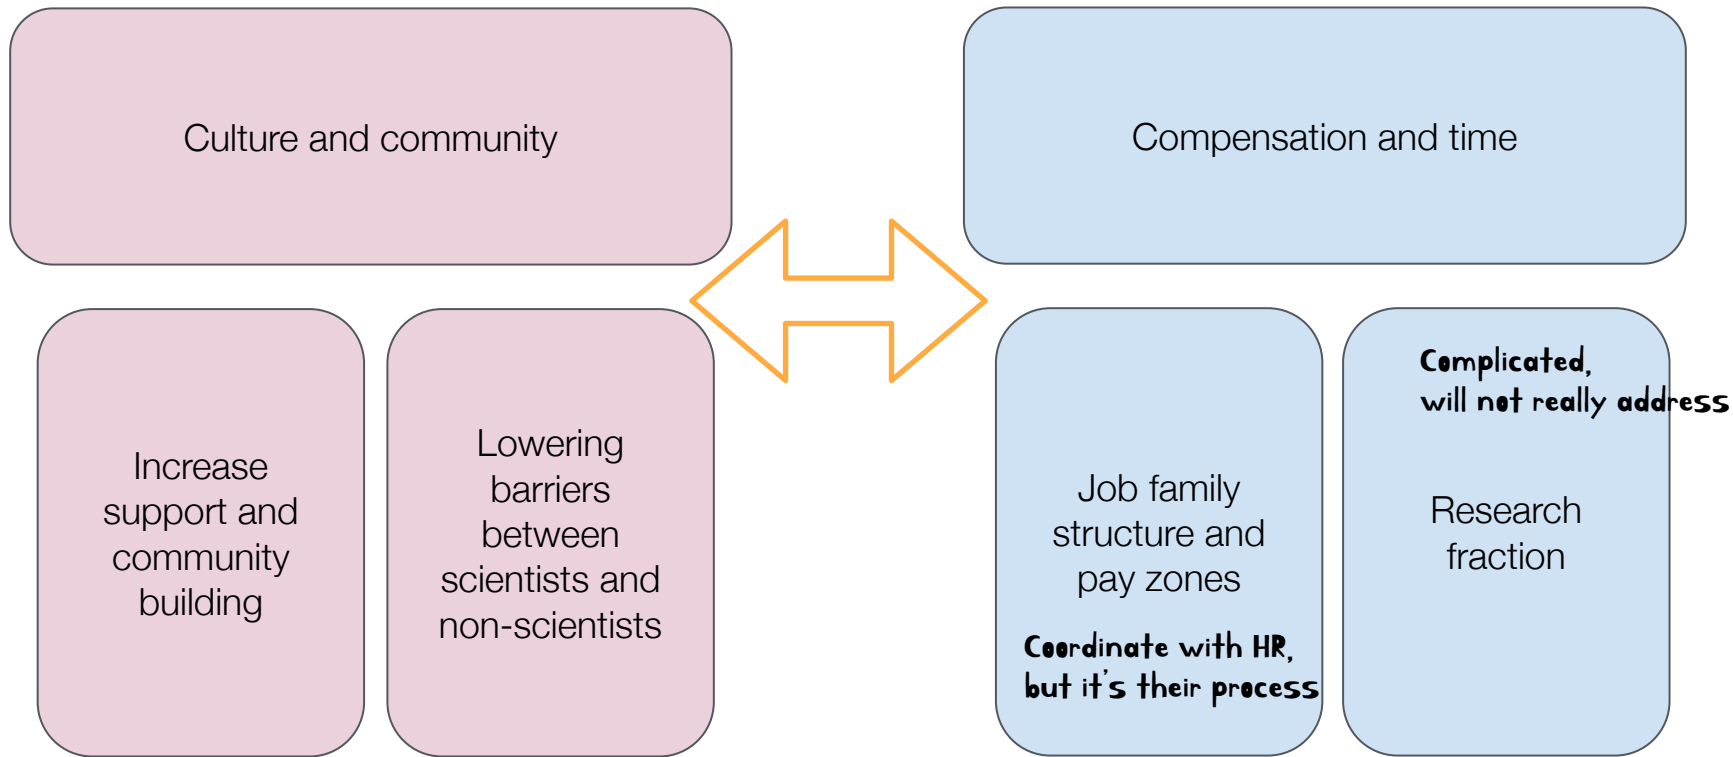 Culture and community
Compensation and time
Increase
support and
community
building
Lowering
barriers
between
scientists and
non-scientists
Job family
structure and
pay zones
Coordinate with HR,
but it's their process
Complicated,
will not really address
Research
fraction